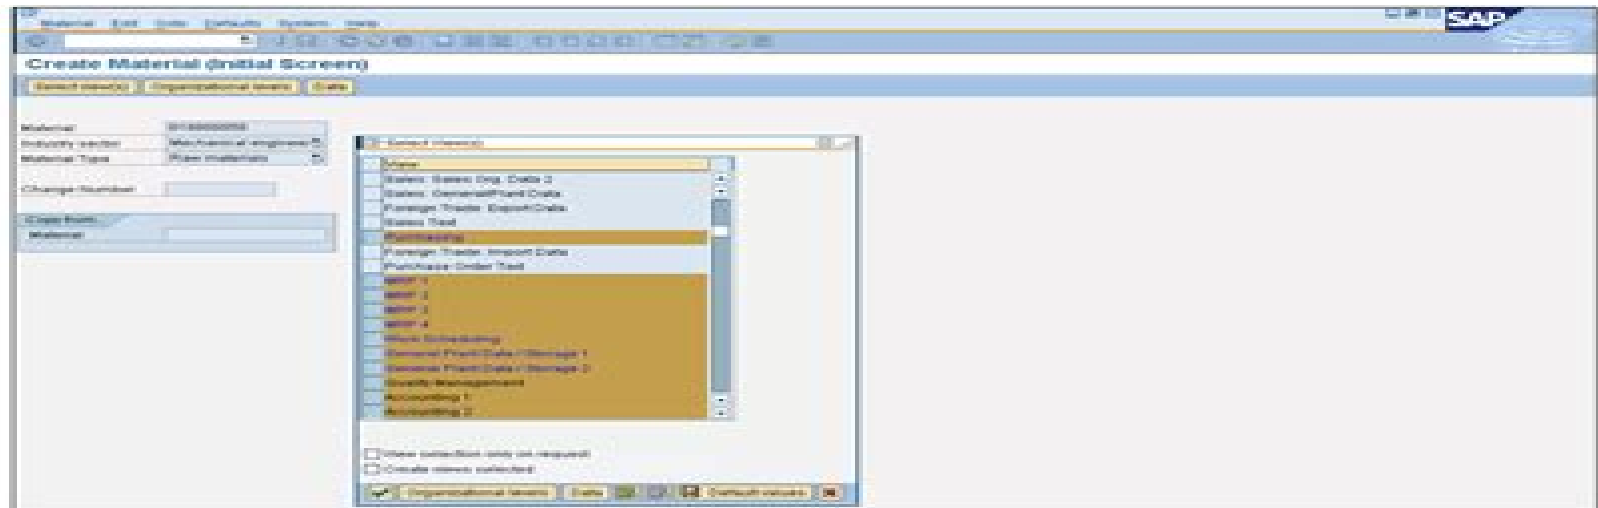 Material Edit Goto Defaults System Help
SAP
Create Material (Initial Screen)
Select view(s) Organizational levels Data
Material
Industry sector Mechanical engineer
Material Type Raw materials
Change Number
Copy from...
Material
Select View(s)
View
Sales: Sales Org. Data 2
Sales: General/Plant Data
Foreign Trade: Export Data
Sales Text
Purchasing
Foreign Trade: Import Data
Purchase Order Text
MRP 1
MRP 2
MRP 3
MRP 4
Work Scheduling
General Plant Data / Storage 1
General Plant Data / Storage 2
Quality Management
Accounting 1
Accounting 2
View selection only on request
Create views selected
Organizational levels Data Default values